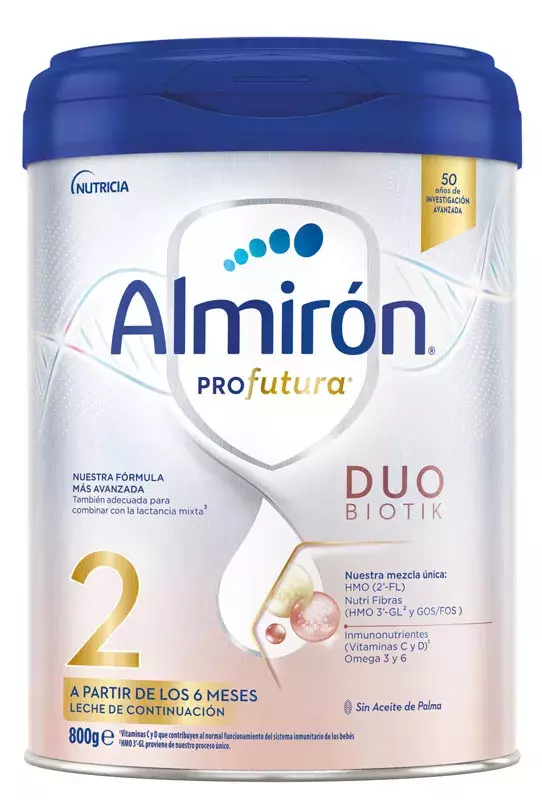 NUTRICIA
50
años de
INVESTIGACIÓN
AVANZADA
Almirón®
PROfutura®
NUESTRA FÓRMULA
MÁS AVANZADA
También adecuada para
combinar con la lactancia mixta³
DUO
BIOTIK
2
Nuestra mezcla única:
HMO (2'-FL)
Nutri Fibras
(HMO 3'-GL² y GOS/FOS)
Inmunonutrientes
(Vitaminas C y D)¹
Omega 3 y 6
A PARTIR DE LOS 6 MESES
LECHE DE CONTINUACIÓN
Sin Aceite de Palma
800g℮
¹Vitaminas C y D que contribuyen al normal funcionamiento del sistema inmunitario de los bebés
²HMO 3'-GL proviene de nuestro proceso único.